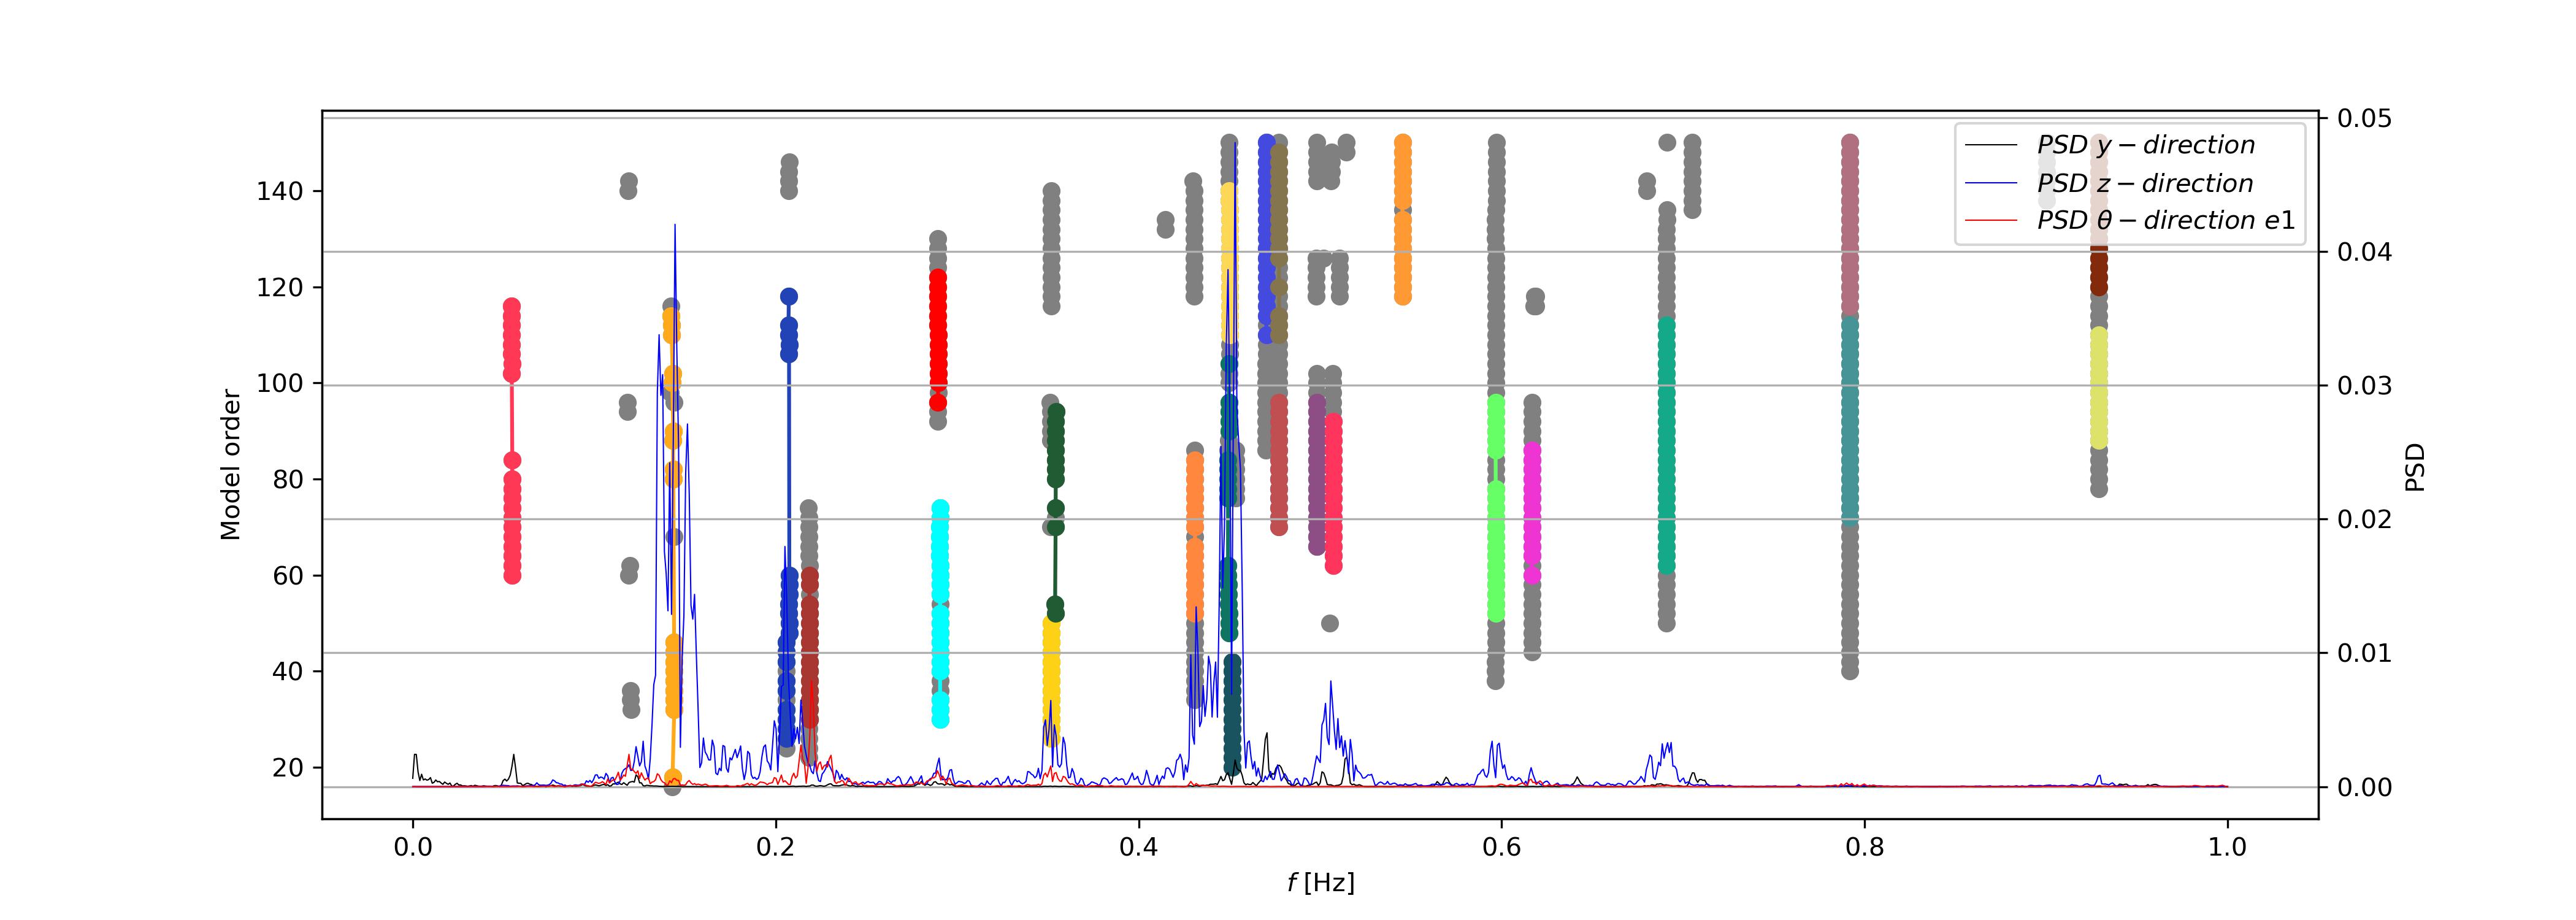 PSD y − direction
PSD z − direction
PSD θ − direction e1
Model order
140
120
100
80
60
40
20
0.05
0.04
0.03
0.02
0.01
0.00
PSD
0.0 0.2 0.4 0.6 0.8 1.0
f [Hz]